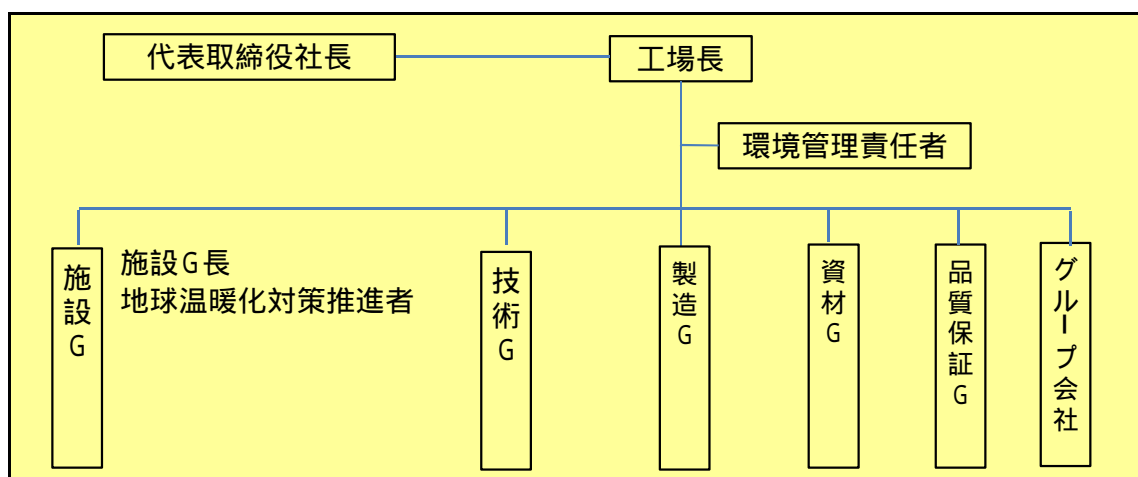 代表取締役社長
工場長
環境管理責任者
施設G
施設G長
地球温暖化対策推進者
技術G
製造G
資材G
品質保証G
グループ会社